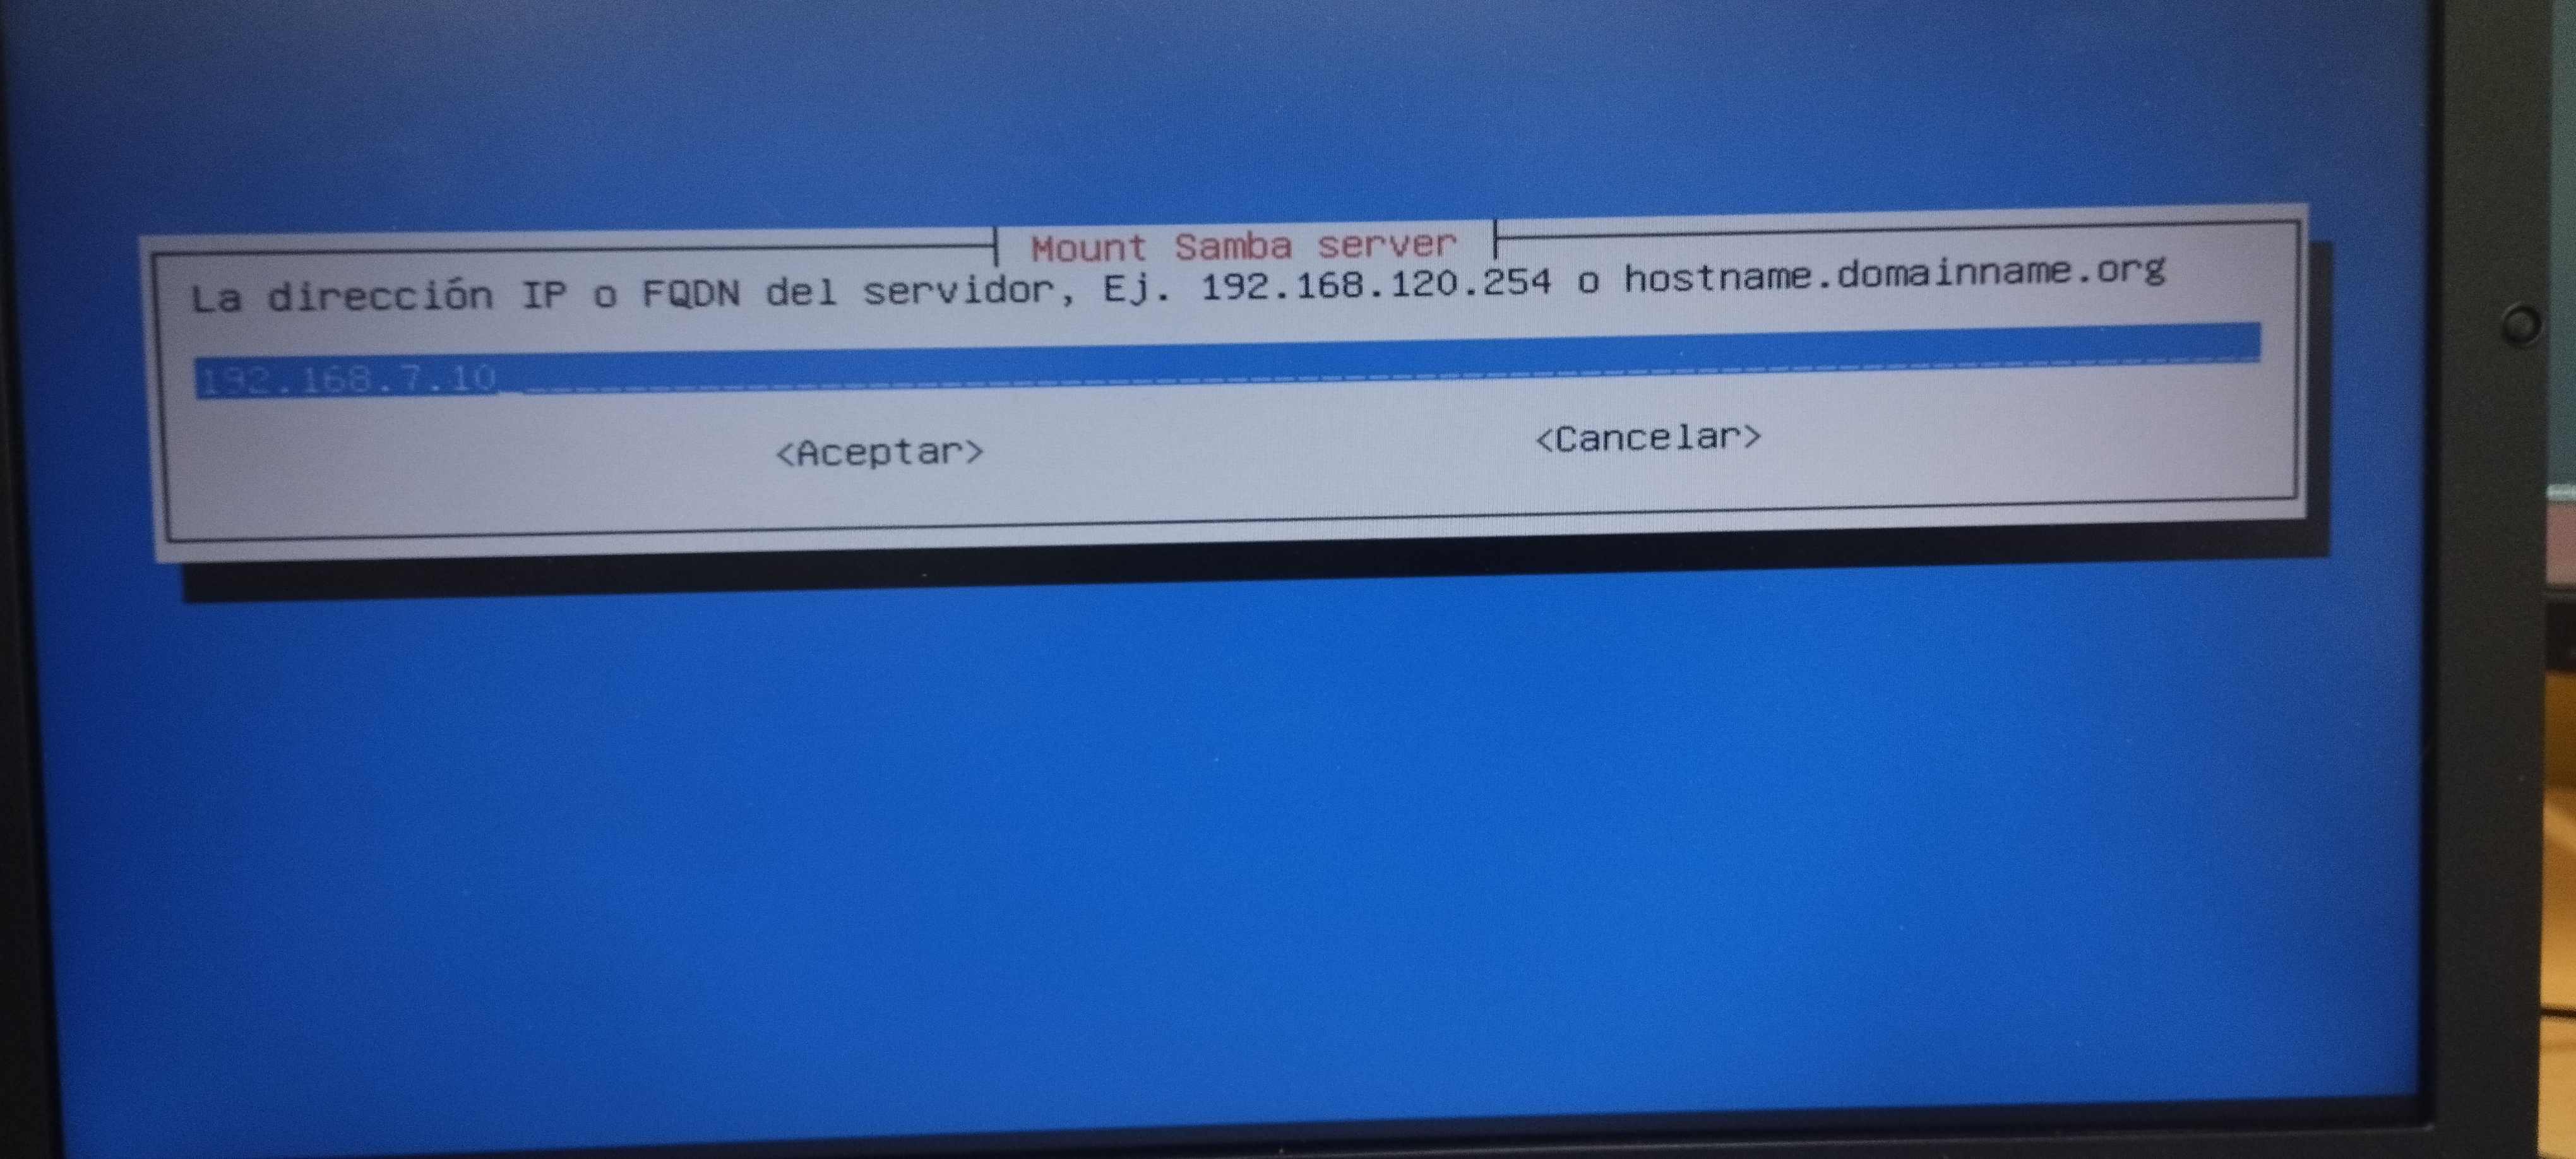 Mount Samba server
La dirección IP o FQDN del servidor, Ej. 192.168.120.254 o hostname.domainname.org
192.168.7.10
<Aceptar> <Cancelar>